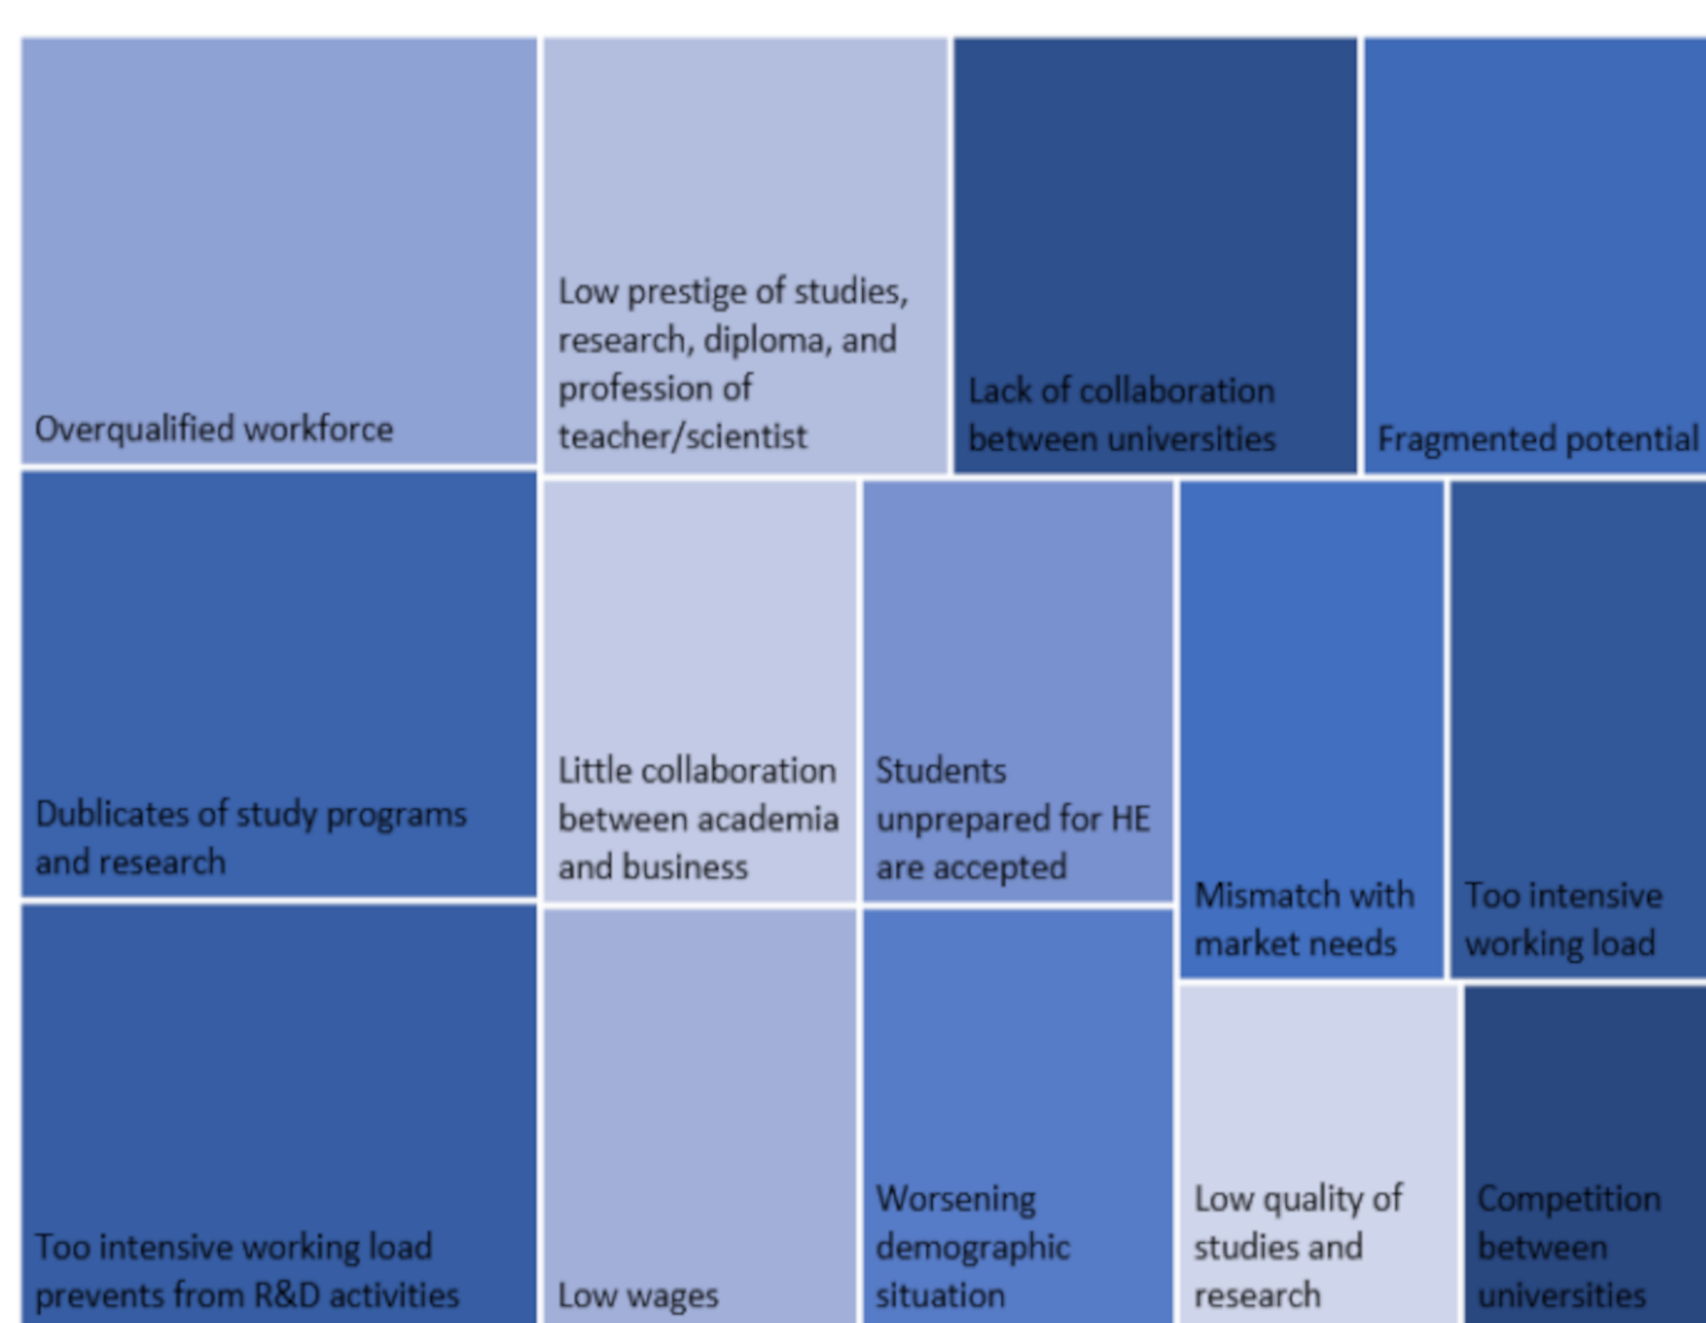 Overqualified workforce
Low prestige of studies,
research, diploma, and
profession of
teacher/scientist
Lack of collaboration
between universities
Fragmented potential
Dublicates of study programs
and research
Little collaboration
between academia
and business
Students
unprepared for HE
are accepted
Mismatch with
market needs
Too intensive
working load
Too intensive working load
prevents from R&D activities
Low wages
Worsening
demographic
situation
Low quality of
studies and
research
Competition
between
universities